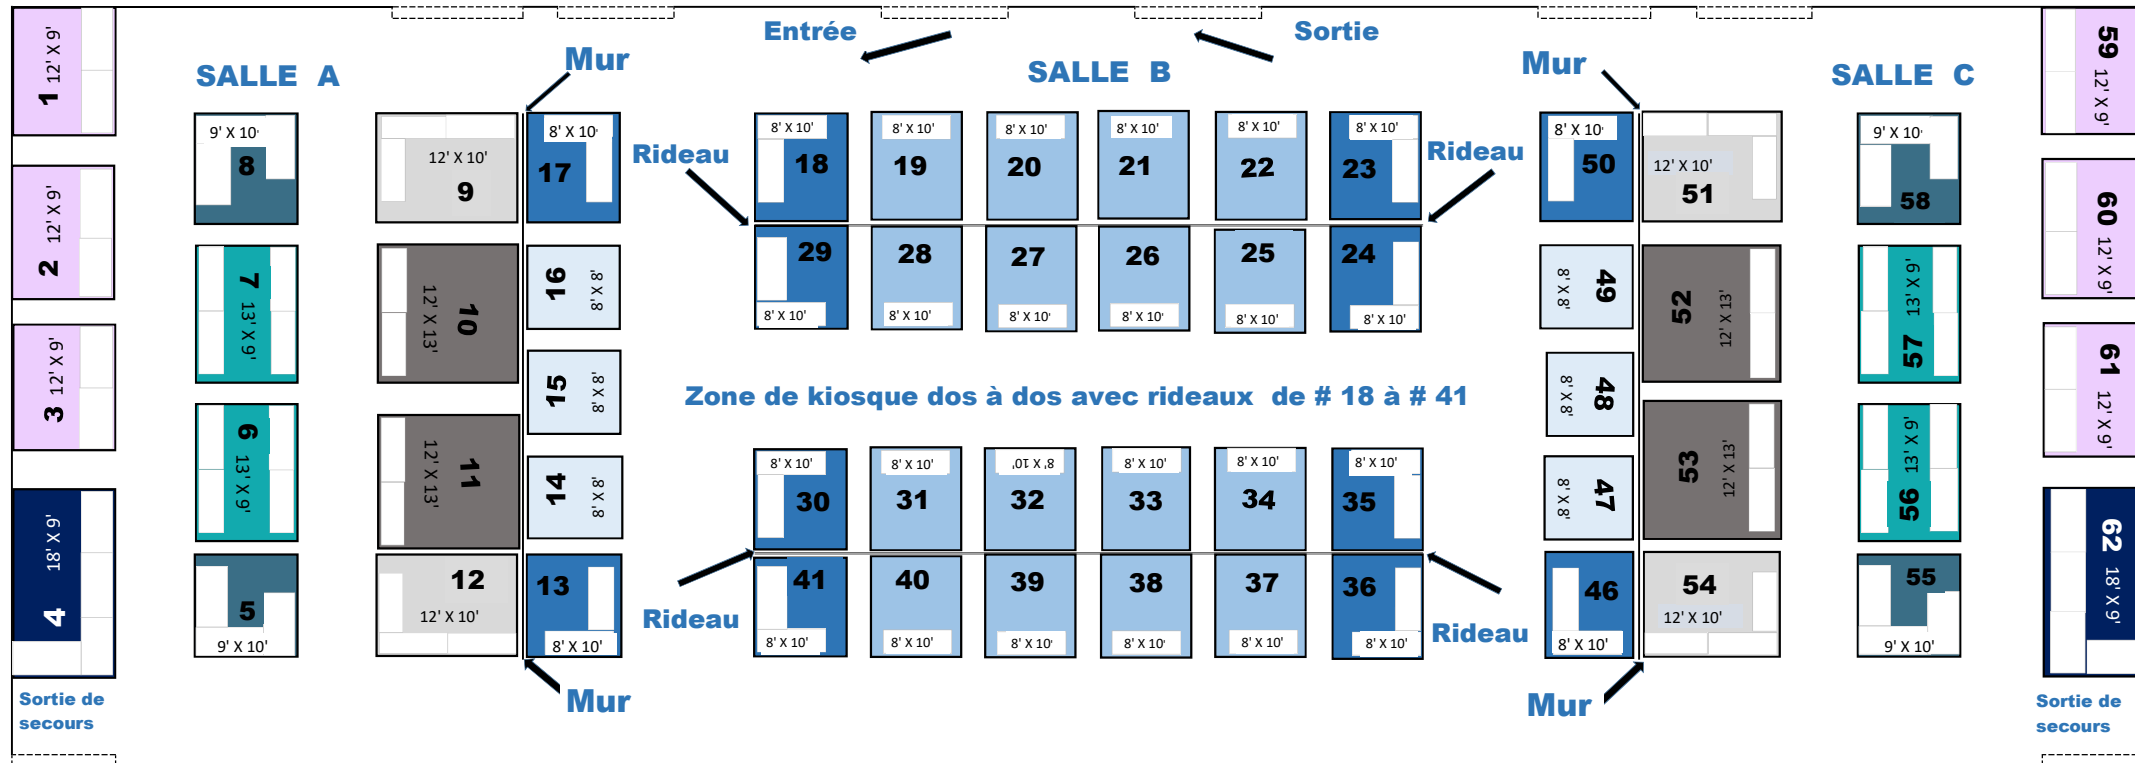 Entrée
Sortie
Mur
Mur
SALLE A
SALLE B
SALLE C
1 12' X 9'
2 12' X 9'
3 12' X 9'
4 18' X 9'
Sortie de
secours
9' X 10'
8
7 13' X 9'
6 13' X 9'
5
9' X 10'
12' X 10'
9
10
12' X 13'
11
12' X 13'
12
12' X 10'
8' X 10'
17
16
8' X 8'
15
8' X 8'
14
8' X 8'
13
8' X 10'
Mur
Rideau
Rideau
8' X 10'
18
8' X 10'
19
8' X 10'
20
8' X 10'
21
8' X 10'
22
8' X 10'
23
29
8' X 10'
28
8' X 10'
27
8' X 10'
26
8' X 10'
25
8' X 10'
24
8' X 10'
Zone de kiosque dos à dos avec rideaux de # 18 à # 41
8' X 10'
30
8' X 10'
31
8' X 10'
32
8' X 10'
33
8' X 10'
34
8' X 10'
35
41
8' X 10'
40
8' X 10'
39
8' X 10'
38
8' X 10'
37
8' X 10'
36
8' X 10'
Rideau
Rideau
8' X 10'
50
49
8' X 8'
48
8' X 8'
47
8' X 8'
46
8' X 10'
Mur
12' X 10'
51
52
12' X 13'
53
12' X 13'
54
12' X 10'
9' X 10'
58
57 13' X 9'
56 13' X 9'
55
9' X 10'
59 12' X 9'
60 12' X 9'
61 12' X 9'
62 18' X 9'
Sortie de
secours